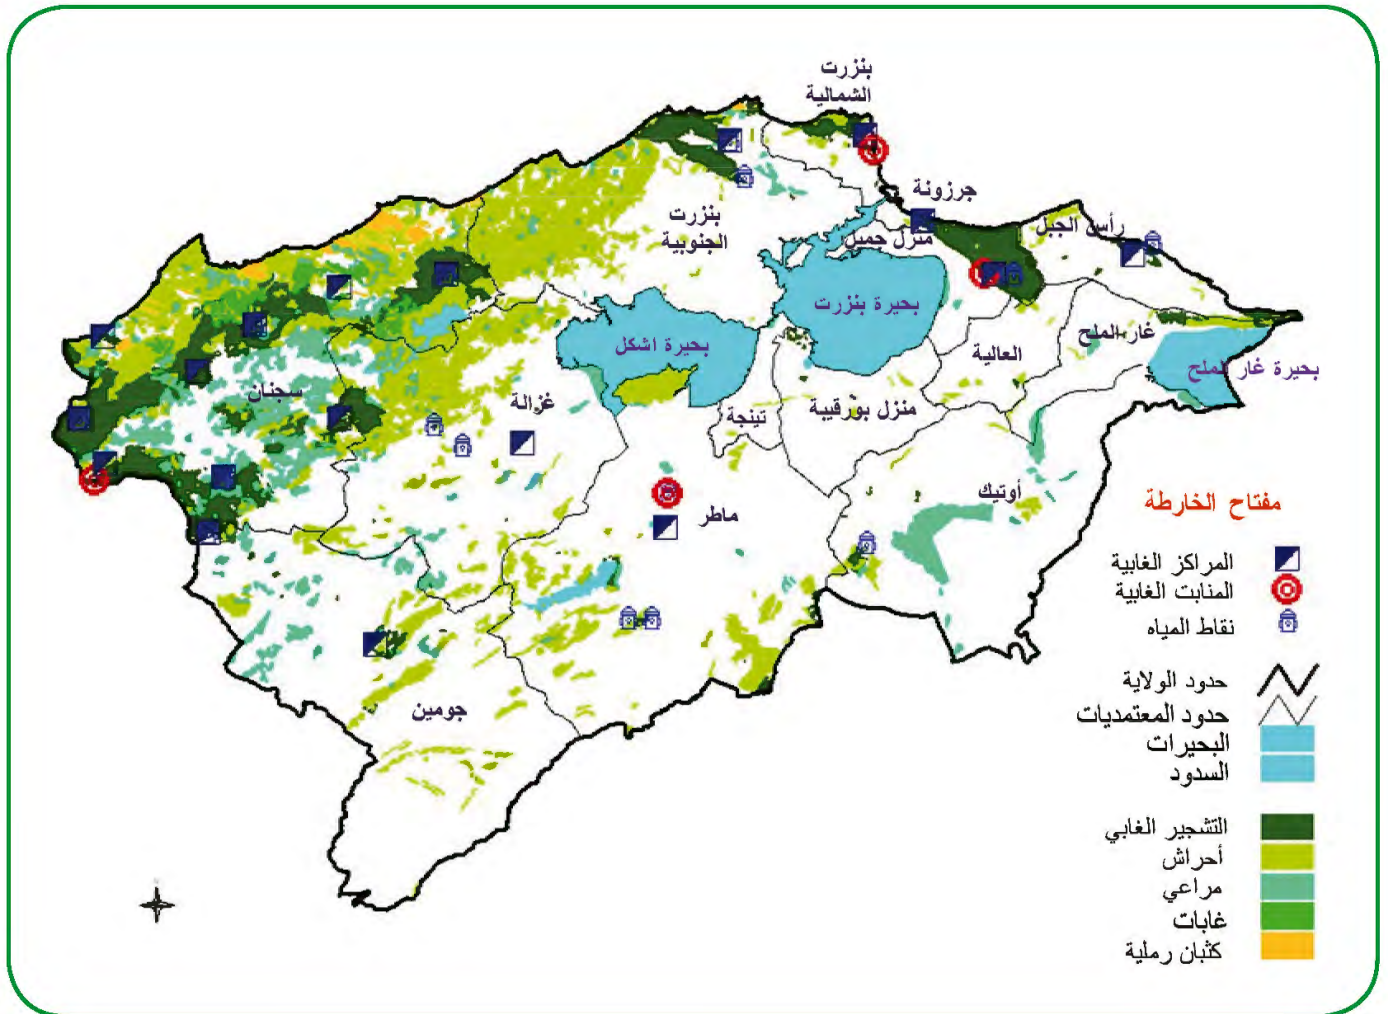 بنزرت
الشمالية
جرزونة
بنزرت
الجنوبية
منزل جميل
رأس الجبل
بحيرة بنزرت
غار الملح
بحيرة اشكل
العالية
بحيرة غار الملح
سجنان
غزالة
تينجة
منزل بورقيبة
أوتيك
ماطر
جومين
مفتاح الخارطة
المراكز الغابية
المنابت الغابية
نقاط المياه
حدود الولاية
حدود المعتمديات
البحيرات
السدود
التشجير الغابي
أحراش
مراعي
غابات
كثبان رملية